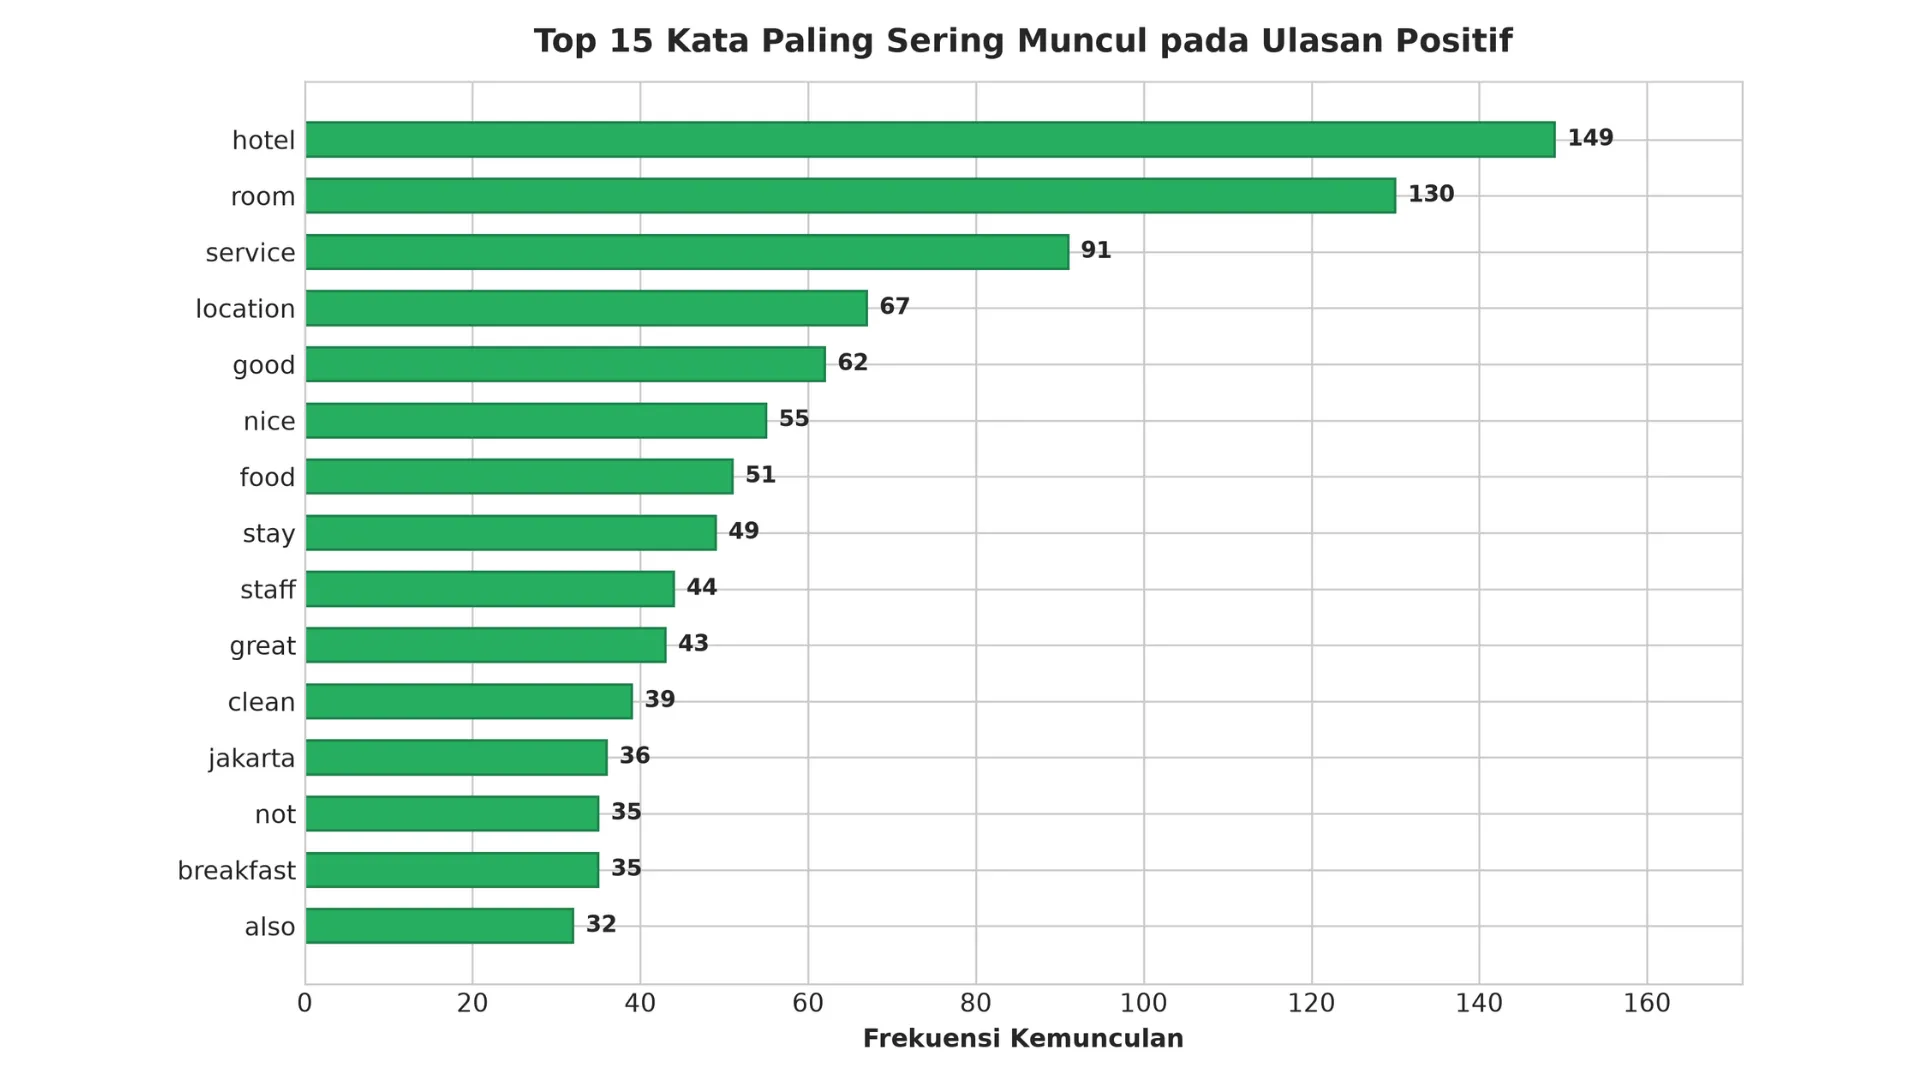 Top 15 Kata Paling Sering Muncul pada Ulasan Positif
hotel 149
room 130
service 91
location 67
good 62
nice 55
food 51
stay 49
staff 44
great 43
clean 39
jakarta 36
not 35
breakfast 35
also 32
0 20 40 60 80 100 120 140 160
Frekuensi Kemunculan